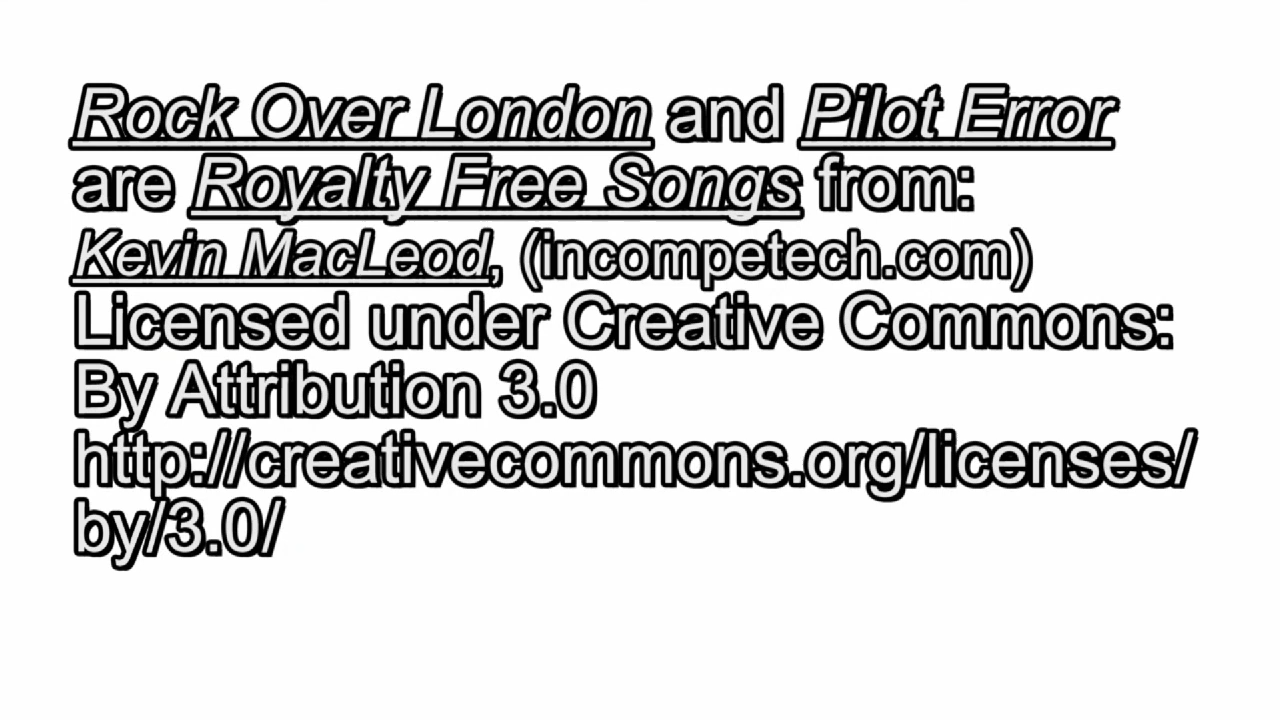 Rock Over London and Pilot Error
are Royalty Free Songs from:
Kevin MacLeod, (incompetech.com)
Licensed under Creative Commons:
By Attribution 3.0
http://creativecommons.org/licenses/
by/3.0/